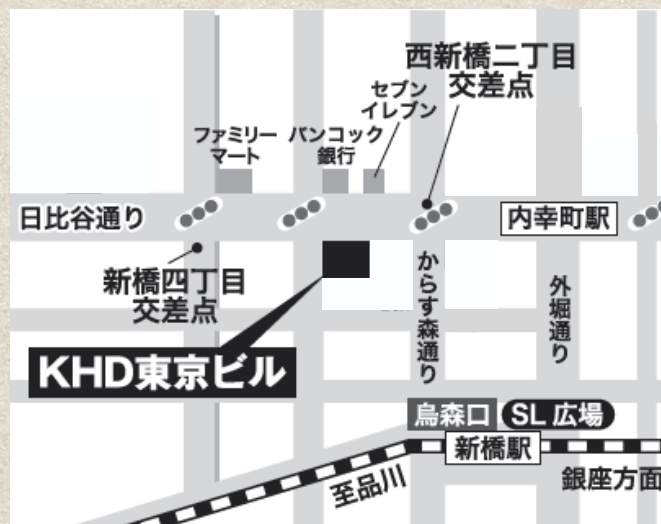 西新橋二丁目
交差点
セブン
イレブン
ファミリー
マート
バンコック
銀行
日比谷通り
内幸町駅
新橋四丁目
交差点
からす森通り
外堀通り
KHD東京ビル
烏森口
SL広場
新橋駅
至品川
銀座方面